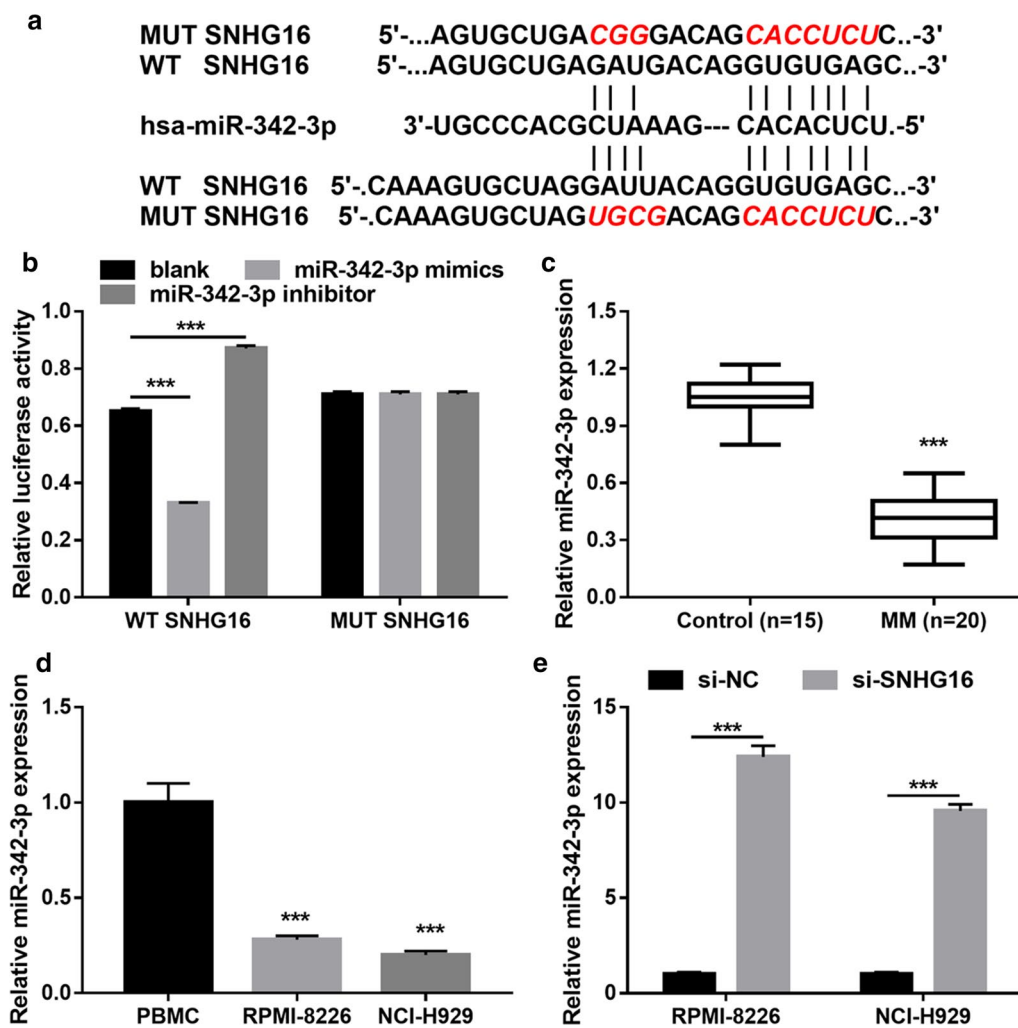 a
MUT SNHG16 5'-...AGUGCUGACGGGACAGCACCUCUC..-3'
WT SNHG16 5'-...AGUGCUGAGAUGACAGGUGUGAGC..-3'
hsa-miR-342-3p 3'-UGCCCACGCUAAAG--- CACACUCU.-5'
WT SNHG16 5'-.CAAAGUGCUAGGAUUACAGGUGUGAGC..-3'
MUT SNHG16 5'-.CAAAGUGCUAGUGCGACAGCACCUCUC..-3'
b
blank miR-342-3p mimics
miR-342-3p inhibitor
Relative luciferase activity
1.0
0.8
0.6
0.4
0.2
0.0
***
***
WT SNHG16 MUT SNHG16
c
Relative miR-342-3p expression
1.5
1.2
0.9
0.6
0.3
0.0
***
Control (n=15) MM (n=20)
d
Relative miR-342-3p expression
1.5
1.0
0.5
0.0
*** ***
PBMC RPMI-8226 NCI-H929
e
si-NC si-SNHG16
Relative miR-342-3p expression
15
10
5
0
***
***
RPMI-8226 NCI-H929